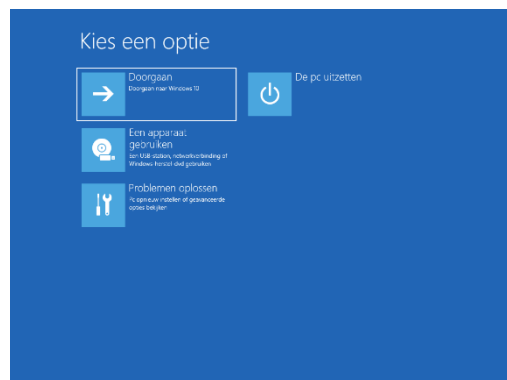 Kies een optie
Doorgaan
Doorgaan naar Windows 10
De pc uitzetten
Een apparaat
gebruiken
Een USB-station, netwerkverbinding of
Windows-herstel-dvd gebruiken
Problemen oplossen
Pc opnieuw instellen of geavanceerde
opties bekijken